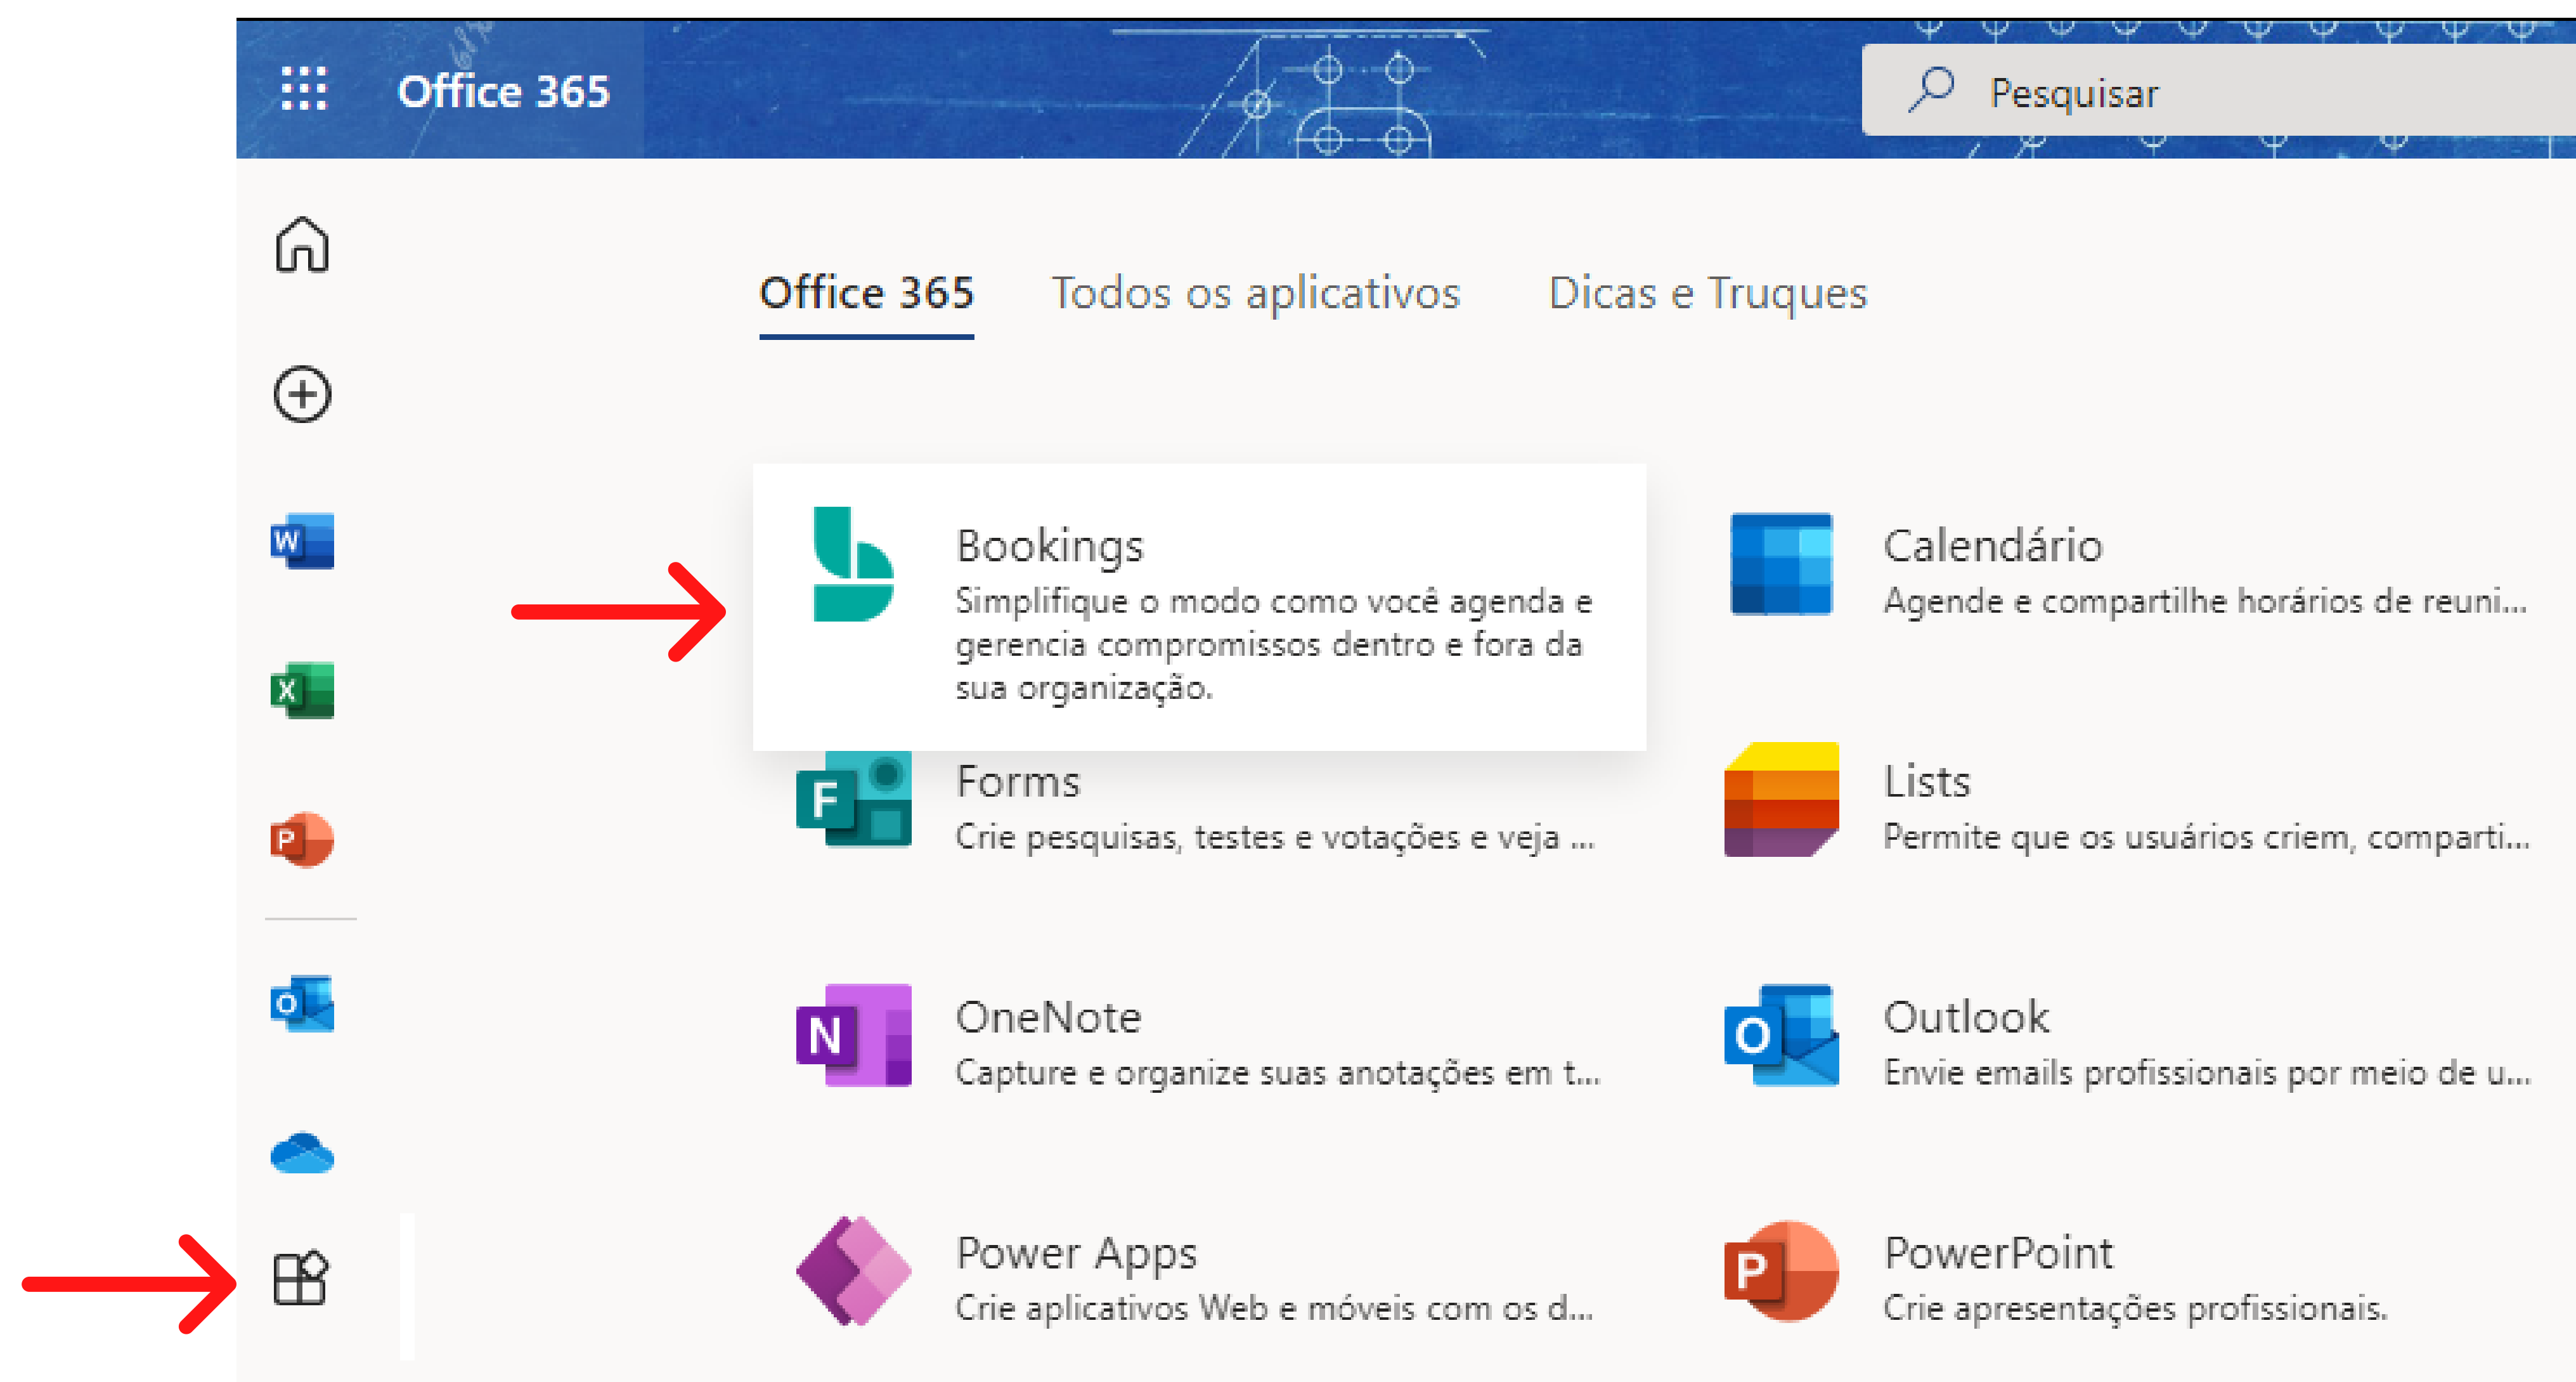 Office 365
Pesquisar
Office 365 Todos os aplicativos Dicas e Truques
Bookings
Simplifique o modo como você agenda e
gerencia compromissos dentro e fora da
sua organização.
Calendário
Agende e compartilhe horários de reuni...
Forms
Crie pesquisas, testes e votações e veja ...
Lists
Permite que os usuários criem, comparti...
OneNote
Capture e organize suas anotações em t...
Outlook
Envie emails profissionais por meio de u...
Power Apps
Crie aplicativos Web e móveis com os d...
PowerPoint
Crie apresentações profissionais.
W
X
P
O
F
N
O
P